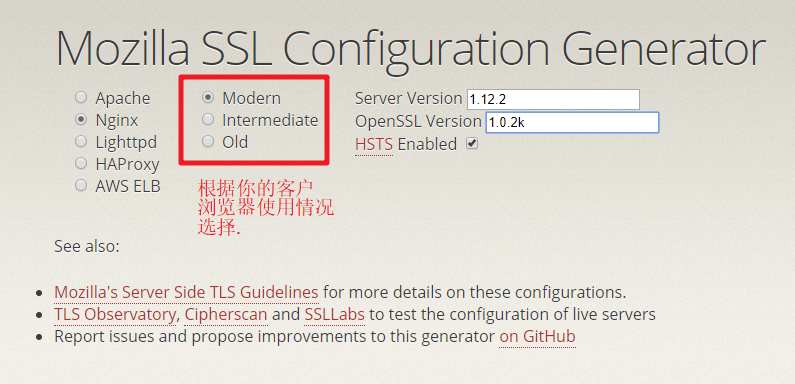 Mozilla SSL Configuration Generator
Apache
Nginx
Lighttpd
HAProxy
AWS ELB
Modern
Intermediate
Old
Server Version 1.12.2
OpenSSL Version 1.0.2k
HSTS Enabled
根据你的客户
浏览器使用情况
选择.
See also:
Mozilla's Server Side TLS Guidelines for more details on these configurations.
TLS Observatory, Cipherscan and SSLLabs to test the configuration of live servers
Report issues and propose improvements to this generator on GitHub